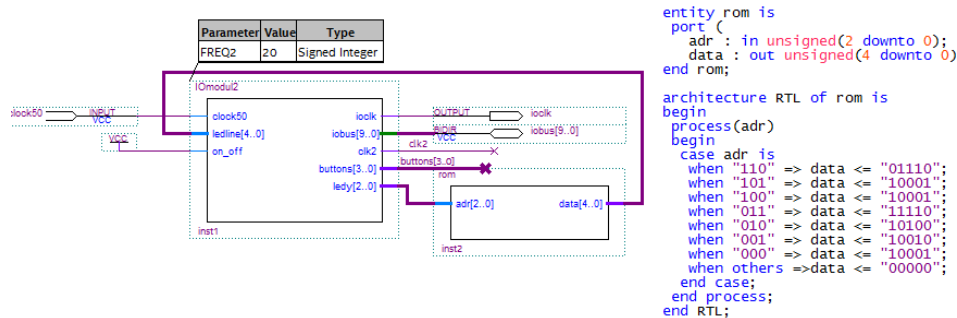 Parameter Value Type
FREQ2 20 Signed Integer
IOmodul2
clock50
ledline[4..0]
on_off
ioclk
iobus[9..0]
clk2
buttons[3..0]
ledy[2..0]
inst1
clock50
INPUT
VCC
VCC
OUTPUT
ioclk
BIDIR
VCC
iobus[9..0]
clk2
buttons[3..0]
rom
adr[2..0]
data[4..0]
inst2
entity rom is
port (
adr : in unsigned(2 downto 0);
data : out unsigned(4 downto 0)
end rom;
architecture RTL of rom is
begin
process(adr)
begin
case adr is
when "110" => data <= "01110";
when "101" => data <= "10001";
when "100" => data <= "10001";
when "011" => data <= "11110";
when "010" => data <= "10100";
when "001" => data <= "10010";
when "000" => data <= "10001";
when others =>data <= "00000";
end case;
end process;
end RTL;